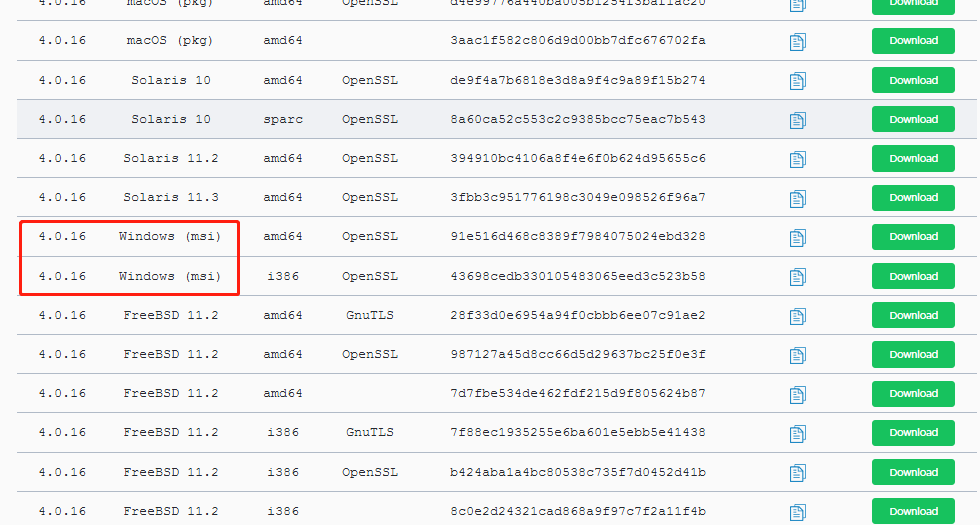 4.0.16 macOS (pkg) amd64 OpenSSL Download
4.0.16 macOS (pkg) amd64 3aac1f582c806d9d00bb7dfc676702fa Download
4.0.16 Solaris 10 amd64 OpenSSL de9f4a7b6818e3d8a9f4c9a89f15b274 Download
4.0.16 Solaris 10 sparc OpenSSL 8a60ca52c553c2c9385bcc75eac7b543 Download
4.0.16 Solaris 11.2 amd64 OpenSSL 394910bc4106a8f4e6f0b624d95655c6 Download
4.0.16 Solaris 11.3 amd64 OpenSSL 3fbb3c951776198c3049e098526f96a7 Download
4.0.16 Windows (msi) amd64 OpenSSL 91e516d468c8389f7984075024ebd328 Download
4.0.16 Windows (msi) i386 OpenSSL 43698cedb330105483065eed3c523b58 Download
4.0.16 FreeBSD 11.2 amd64 GnuTLS 28f33d0e6954a94f0cbbb6ee07c91ae2 Download
4.0.16 FreeBSD 11.2 amd64 OpenSSL 987127a45d8cc66d5d29637bc25f0e3f Download
4.0.16 FreeBSD 11.2 amd64 7d7fbe534de462fdf215d9f805624b87 Download
4.0.16 FreeBSD 11.2 i386 GnuTLS 7f88ec1935255e6ba601e5ebb5e41438 Download
4.0.16 FreeBSD 11.2 i386 OpenSSL b424aba1a4bc80538c735f7d0452d41b Download
4.0.16 FreeBSD 11.2 i386 8c0e2d24321cad868a9f97c7f2a11f4b Download